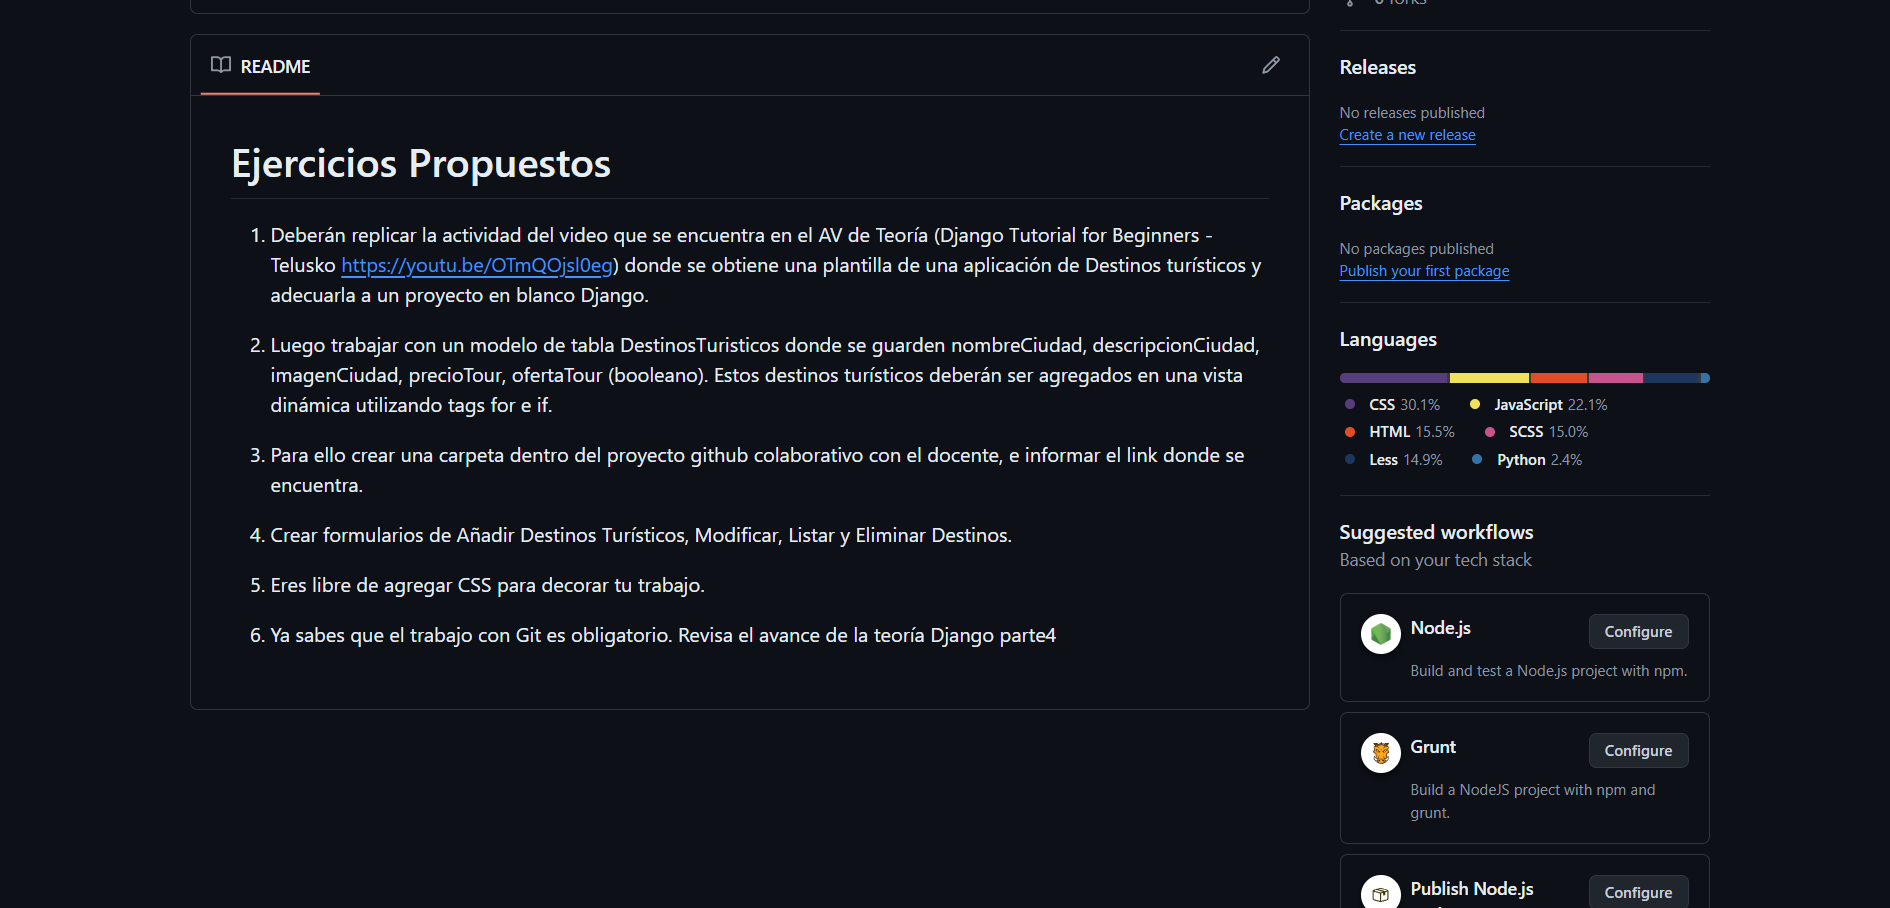 README
Ejercicios Propuestos
1. Deberán replicar la actividad del video que se encuentra en el AV de Teoría (Django Tutorial for Beginners -
Telusko https://youtu.be/OTmQOjsl0eg) donde se obtiene una plantilla de una aplicación de Destinos turísticos y
adecuarla a un proyecto en blanco Django.
2. Luego trabajar con un modelo de tabla DestinosTuristicos donde se guarden nombreCiudad, descripcionCiudad,
imagenCiudad, precioTour, ofertaTour (booleano). Estos destinos turísticos deberán ser agregados en una vista
dinámica utilizando tags for e if.
3. Para ello crear una carpeta dentro del proyecto github colaborativo con el docente, e informar el link donde se
encuentra.
4. Crear formularios de Añadir Destinos Turísticos, Modificar, Listar y Eliminar Destinos.
5. Eres libre de agregar CSS para decorar tu trabajo.
6. Ya sabes que el trabajo con Git es obligatorio. Revisa el avance de la teoría Django parte4
forks
Releases
No releases published
Create a new release
Packages
No packages published
Publish your first package
Languages
CSS 30.1% JavaScript 22.1%
HTML 15.5% SCSS 15.0%
Less 14.9% Python 2.4%
Suggested workflows
Based on your tech stack
Node.js Configure
Build and test a Node.js project with npm.
Grunt Configure
Build a NodeJS project with npm and
grunt.
Publish Node.js Configure